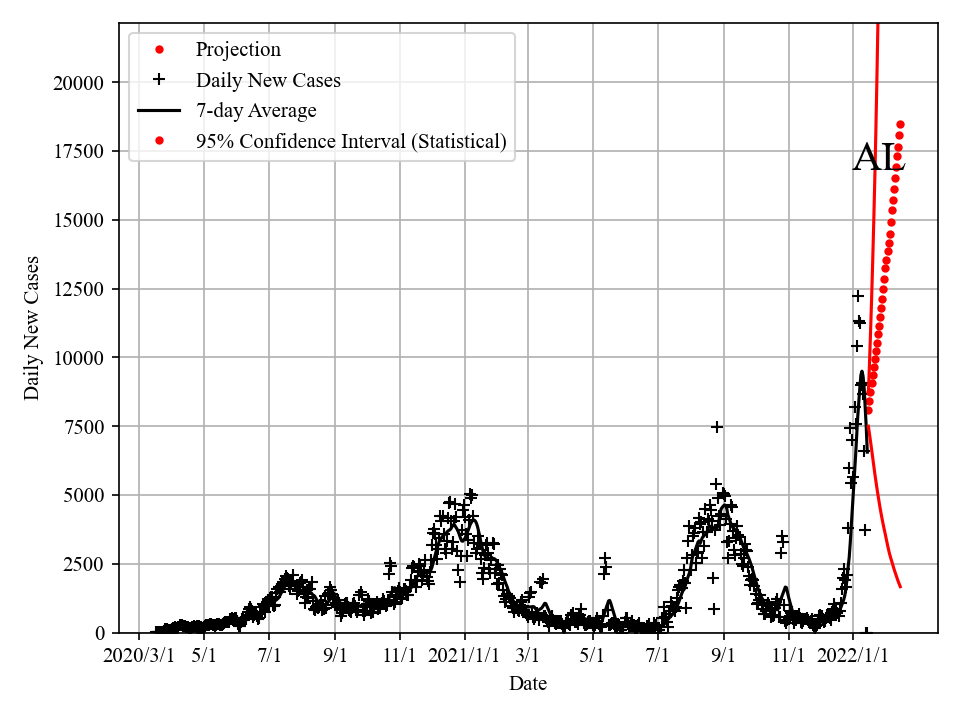 Projection
Daily New Cases
7-day Average
95% Confidence Interval (Statistical)
AL
20000
17500
15000
12500
10000
7500
5000
2500
0
Daily New Cases
2020/3/1 5/1 7/1 9/1 11/1 2021/1/1 3/1 5/1 7/1 9/1 11/1 2022/1/1
Date